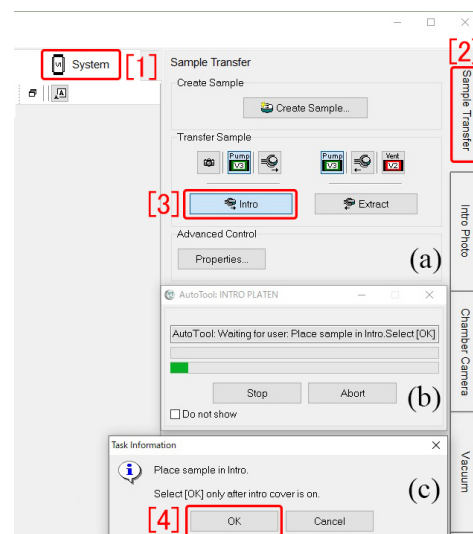 System
[1]
[2]
Sample Transfer
Create Sample
Create Sample...
Transfer Sample
Pump
V3
Pump
V3
Vent
V2
[3]
Intro
Extract
Advanced Control
Properties...
(a)
Sample Transfer
Intro Photo
Chamber Camera
Vacuum
AutoTool: INTRO PLATEN
AutoTool: Waiting for user: Place sample in Intro.Select [OK]
Stop
Abort
Do not show
(b)
Task Information
Place sample in Intro.
Select [OK] only after intro cover is on.
(c)
[4]
OK
Cancel